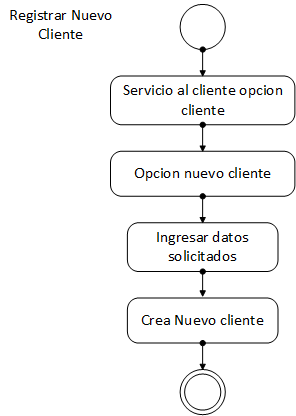 Registrar Nuevo
Cliente
Servicio al cliente opcion
cliente
Opcion nuevo cliente
Ingresar datos
solicitados
Crea Nuevo cliente